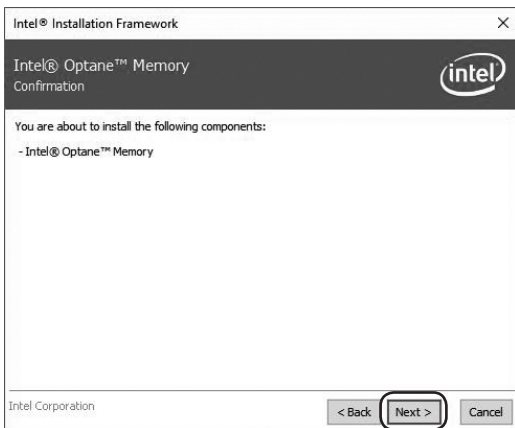 Intel® Installation Framework
Intel® Optane™ Memory
Confirmation
intel
You are about to install the following components:
- Intel® Optane™ Memory
Intel Corporation
< Back
Next >
Cancel